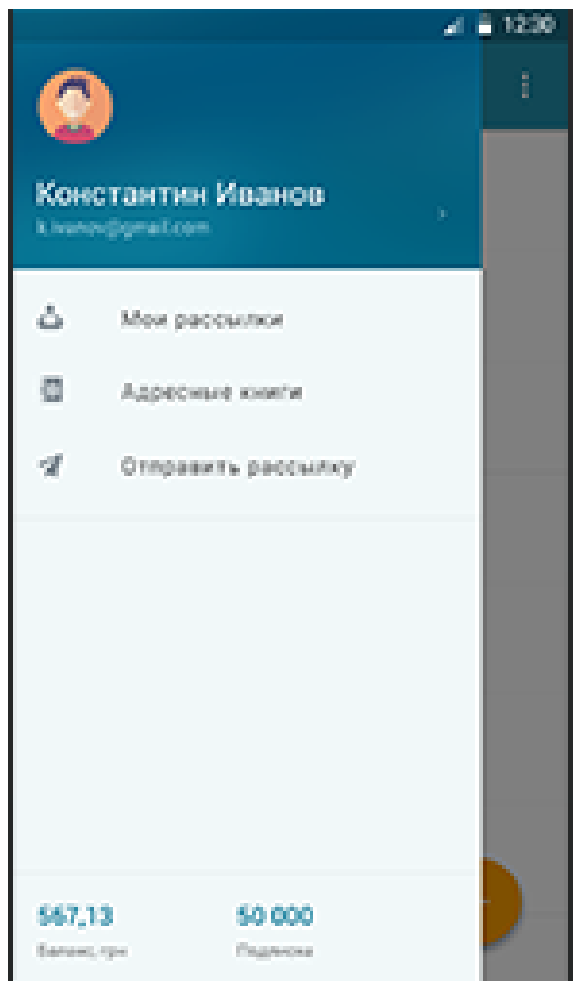 12:30
Константин Иванов
k.ivanov@gmail.com
Мои рассылки
Адресные книги
Отправить рассылку
567,13
50 000
Баланс, грн
Подписка